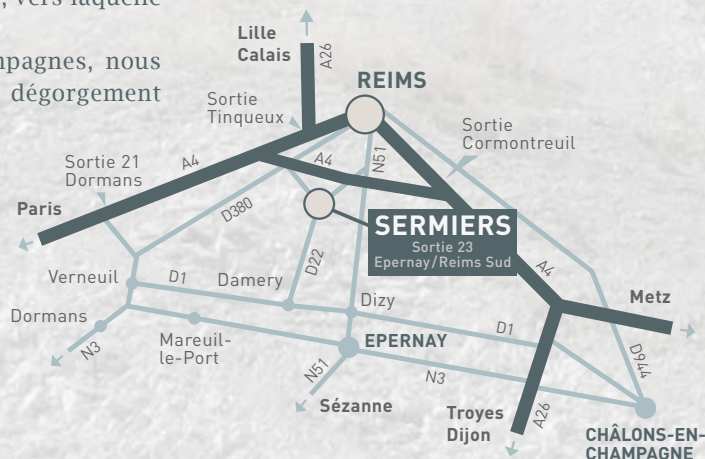 , vers laquelle
mpagnes, nous
dégorgement
Lille
Calais
A26
REIMS
Sortie
Tinqueux
Sortie
Cormontreuil
N51
A4
A4
Sortie 21
Dormans
Paris
D380
SERMIERS
Sortie 23
Epernay/Reims Sud
D22
A4
Verneuil
D1
Damery
Dizy
Metz
Dormans
N3
Mareuil-
le-Port
EPERNAY
D1
D944
N51
N3
Sézanne
Troyes
Dijon
A26
CHÂLONS-EN-
CHAMPAGNE